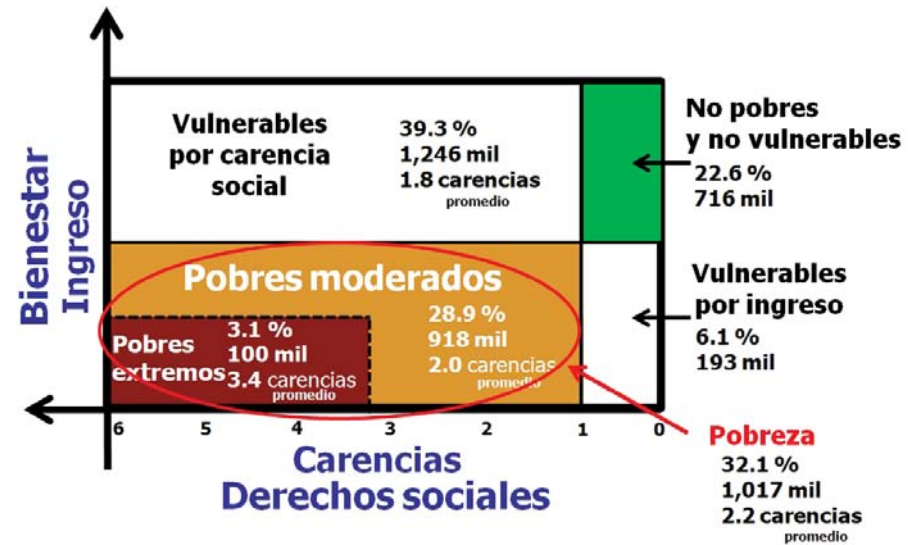 Bienestar
Ingreso
Vulnerables
por carencia
social
39.3 %
1,246 mil
1.8 carencias
promedio
No pobres
y no vulnerables
22.6 %
716 mil
Pobres moderados
28.9 %
918 mil
2.0 carencias
promedio
Pobres
extremos
3.1 %
100 mil
3.4 carencias
promedio
Vulnerables
por ingreso
6.1 %
193 mil
6 5 4 3 2 1 0
Carencias
Derechos sociales
Pobreza
32.1 %
1,017 mil
2.2 carencias
promedio